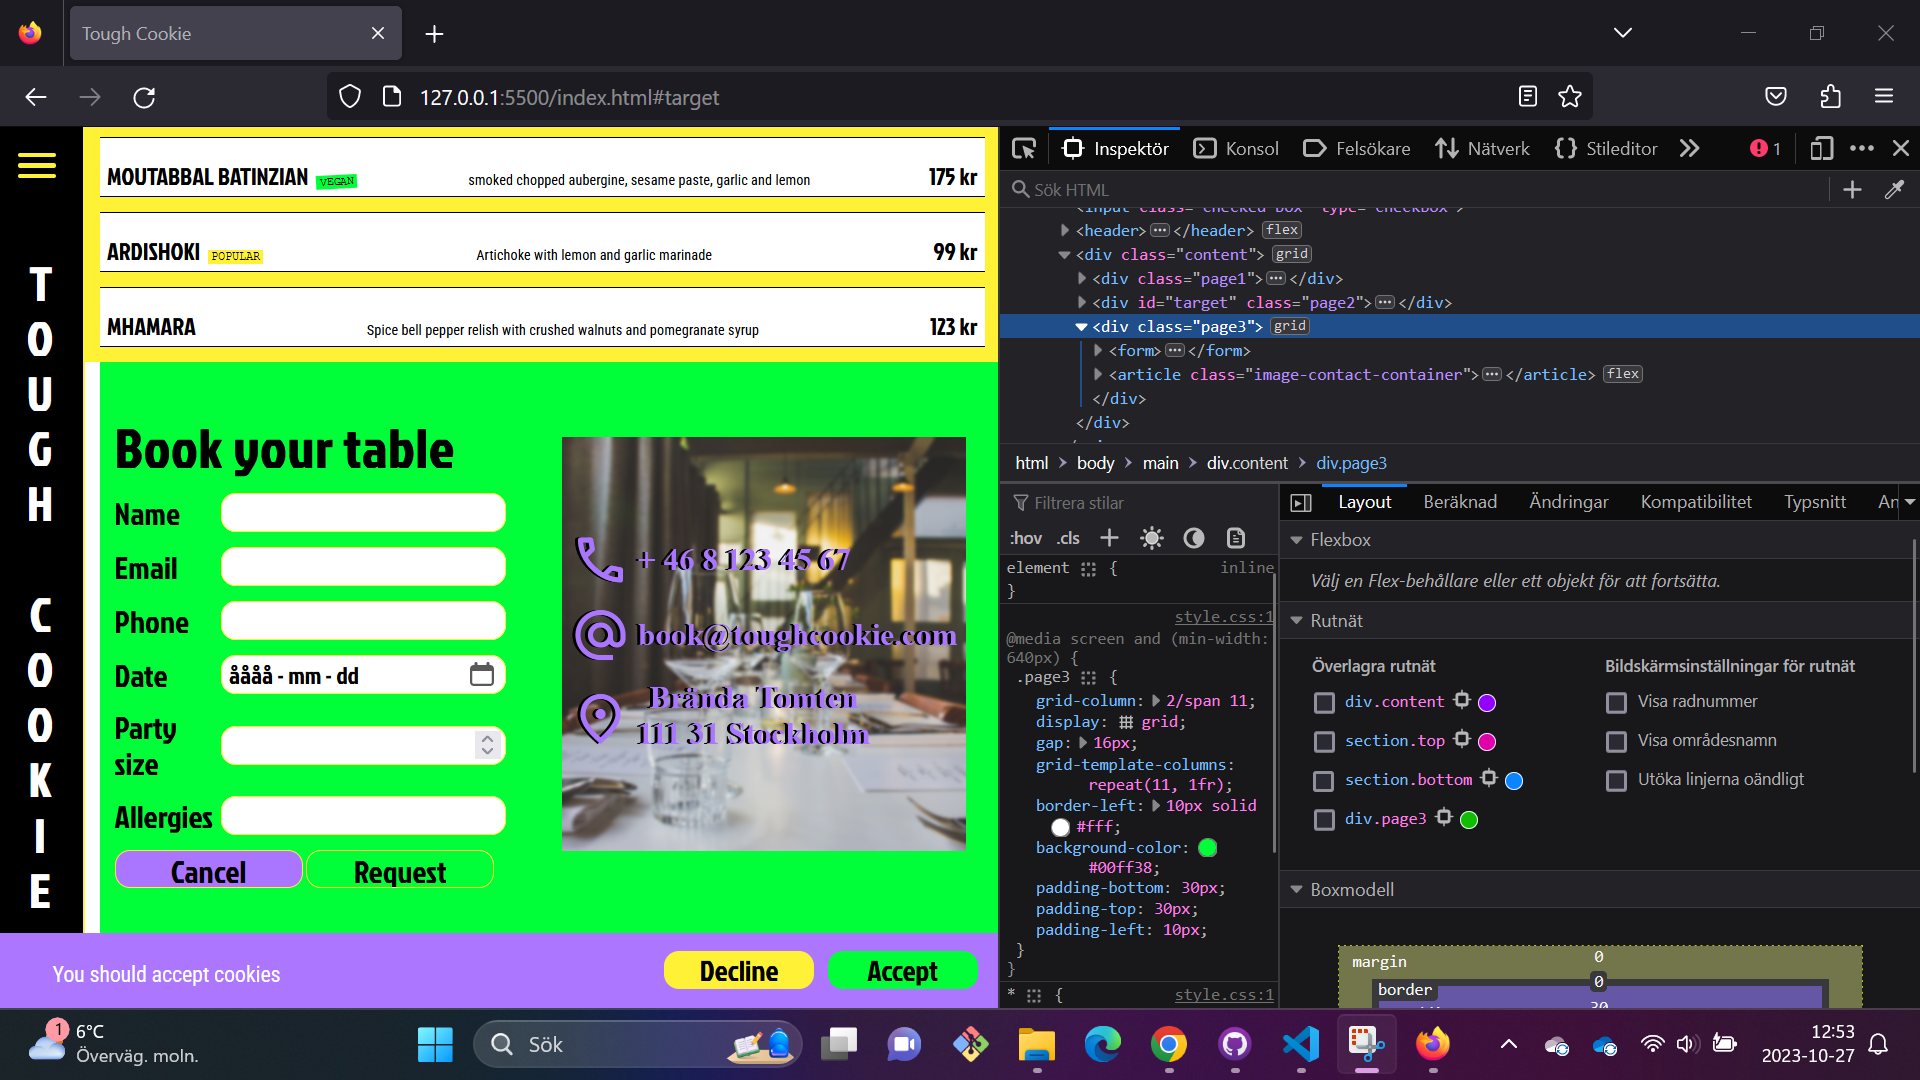 Tough Cookie
127.0.0.1:5500/index.html#target
TOUGH COOKIE
MOUTABBAL BATINZIAN VEGAN smoked chopped aubergine, sesame paste, garlic and lemon 175 kr
ARDISHOKI POPULAR Artichoke with lemon and garlic marinade 99 kr
MHAMARA Spice bell pepper relish with crushed walnuts and pomegranate syrup 123 kr
Book your table
Name
Email
Phone
Date åååå - mm - dd
Party
size
Allergies
Cancel Request
+ 46 8 123 45 67
book@toughcookie.com
Brända Tomten
111 31 Stockholm
You should accept cookies Decline Accept
Inspektör Konsol Felsökare Nätverk Stileditor 1
Sök HTML
<input class="checked-box" type="checkbox">
<header> </header> flex
<div class="content"> grid
<div class="page1"> </div>
<div id="target" class="page2"> </div>
<div class="page3"> grid
<form> </form>
<article class="image-contact-container"> </article> flex
</div>
</div>
html body main div.content div.page3
Filtrera stilar
:hov .cls
element { inline
}
style.css:1
@media screen and (min-width:
640px) {
.page3 {
grid-column: 2/span 11;
display: grid;
gap: 16px;
grid-template-columns:
repeat(11, 1fr);
border-left: 10px solid
#fff;
background-color:
#00ff38;
padding-bottom: 30px;
padding-top: 30px;
padding-left: 10px;
}
}
* { style.css:1
Layout Beräknad Ändringar Kompatibilitet Typsnitt An
Flexbox
Välj en Flex-behållare eller ett objekt för att fortsätta.
Rutnät
Överlagra rutnät Bildskärmsinställningar för rutnät
div.content Visa radnummer
section.top Visa områdesnamn
section.bottom Utöka linjerna oändligt
div.page3
Boxmodell
margin 0
border 0
30
1
6°C
Överväg. moln.
Sök
12:53
2023-10-27